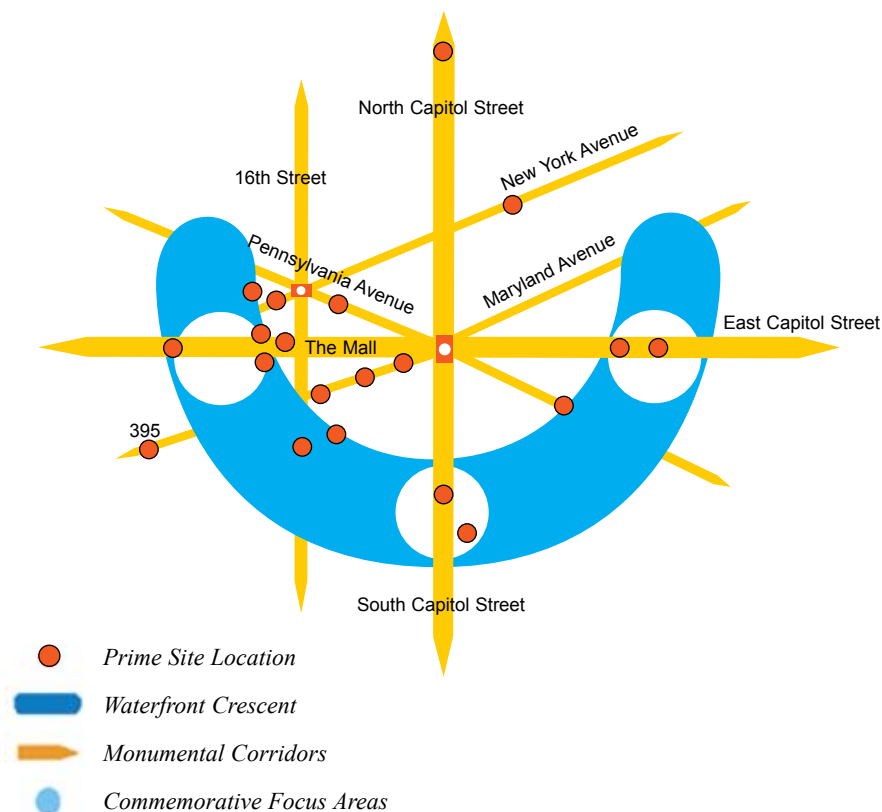 North Capitol Street
New York Avenue
16th Street
Pennsylvania Avenue
Maryland Avenue
East Capitol Street
The Mall
395
South Capitol Street
Prime Site Location
Waterfront Crescent
Monumental Corridors
Commemorative Focus Areas